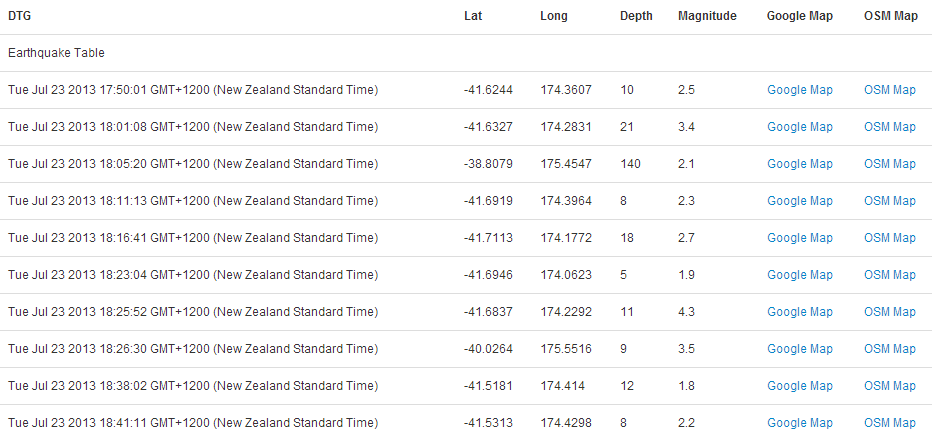 DTG Lat Long Depth Magnitude Google Map OSM Map
Earthquake Table
Tue Jul 23 2013 17:50:01 GMT+1200 (New Zealand Standard Time) -41.6244 174.3607 10 2.5 Google Map OSM Map
Tue Jul 23 2013 18:01:08 GMT+1200 (New Zealand Standard Time) -41.6327 174.2831 21 3.4 Google Map OSM Map
Tue Jul 23 2013 18:05:20 GMT+1200 (New Zealand Standard Time) -38.8079 175.4547 140 2.1 Google Map OSM Map
Tue Jul 23 2013 18:11:13 GMT+1200 (New Zealand Standard Time) -41.6919 174.3964 8 2.3 Google Map OSM Map
Tue Jul 23 2013 18:16:41 GMT+1200 (New Zealand Standard Time) -41.7113 174.1772 18 2.7 Google Map OSM Map
Tue Jul 23 2013 18:23:04 GMT+1200 (New Zealand Standard Time) -41.6946 174.0623 5 1.9 Google Map OSM Map
Tue Jul 23 2013 18:25:52 GMT+1200 (New Zealand Standard Time) -41.6837 174.2292 11 4.3 Google Map OSM Map
Tue Jul 23 2013 18:26:30 GMT+1200 (New Zealand Standard Time) -40.0264 175.5516 9 3.5 Google Map OSM Map
Tue Jul 23 2013 18:38:02 GMT+1200 (New Zealand Standard Time) -41.5181 174.414 12 1.8 Google Map OSM Map
Tue Jul 23 2013 18:41:11 GMT+1200 (New Zealand Standard Time) -41.5313 174.4298 8 2.2 Google Map OSM Map